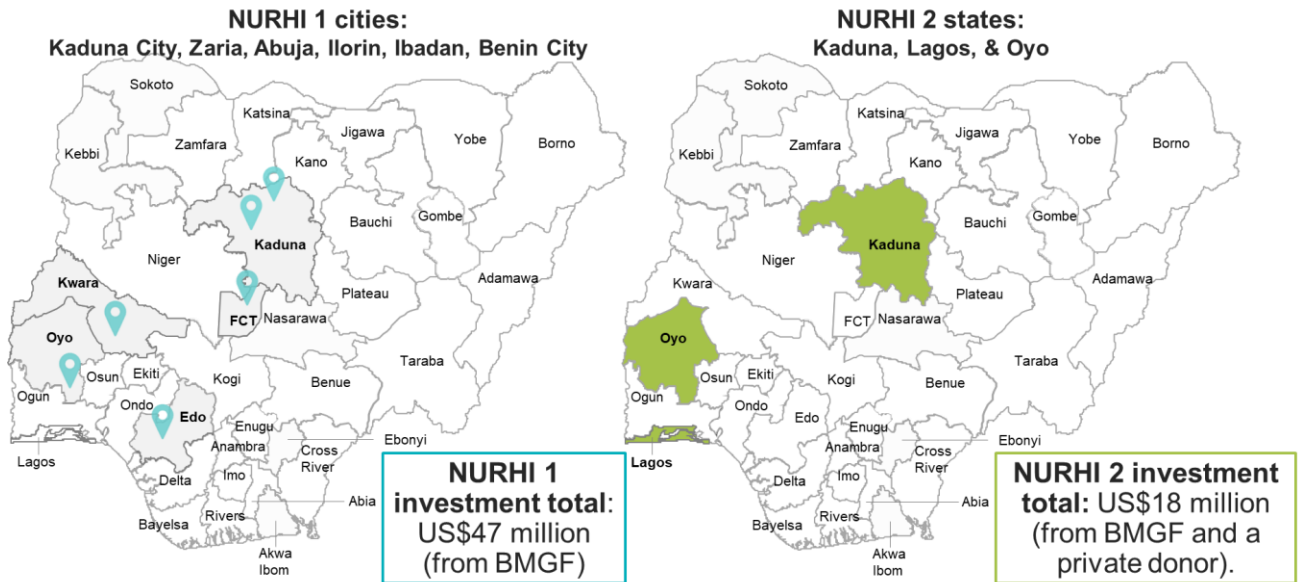 NURHI 1 cities:
Kaduna City, Zaria, Abuja, Ilorin, Ibadan, Benin City
Sokoto
Katsina
Jigawa
Yobe
Borno
Zamfara
Kebbi
Kano
Bauchi
Gombe
Kaduna
Niger
Adamawa
Kwara
Plateau
FCT
Nasarawa
Oyo
Taraba
Osun
Ekiti
Kogi
Benue
Ogun
Ondo
Edo
Enugu
Anambra
Ebonyi
Cross
River
Lagos
Imo
Delta
Abia
Rivers
Bayelsa
Akwa
Ibom
NURHI 1
investment total:
US$47 million
(from BMGF)
NURHI 2 states:
Kaduna, Lagos, & Oyo
Sokoto
Katsina
Jigawa
Yobe
Borno
Zamfara
Kebbi
Kano
Bauchi
Gombe
Kaduna
Niger
Adamawa
Kwara
Plateau
FCT
Nasarawa
Oyo
Taraba
Osun
Ekiti
Kogi
Benue
Ogun
Ondo
Edo
Enugu
Anambra
Ebonyi
Cross
River
Lagos
Imo
Delta
Abia
Rivers
Bayelsa
Akwa
Ibom
NURHI 2 investment
total: US$18 million
(from BMGF and a
private donor).